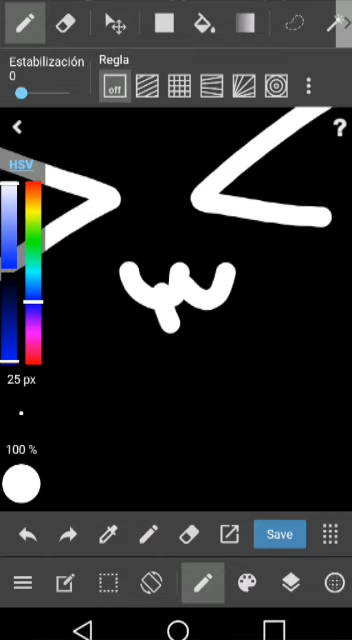 Estabilización
0
Regla
off
?
HSV
25 px
100 %
Save